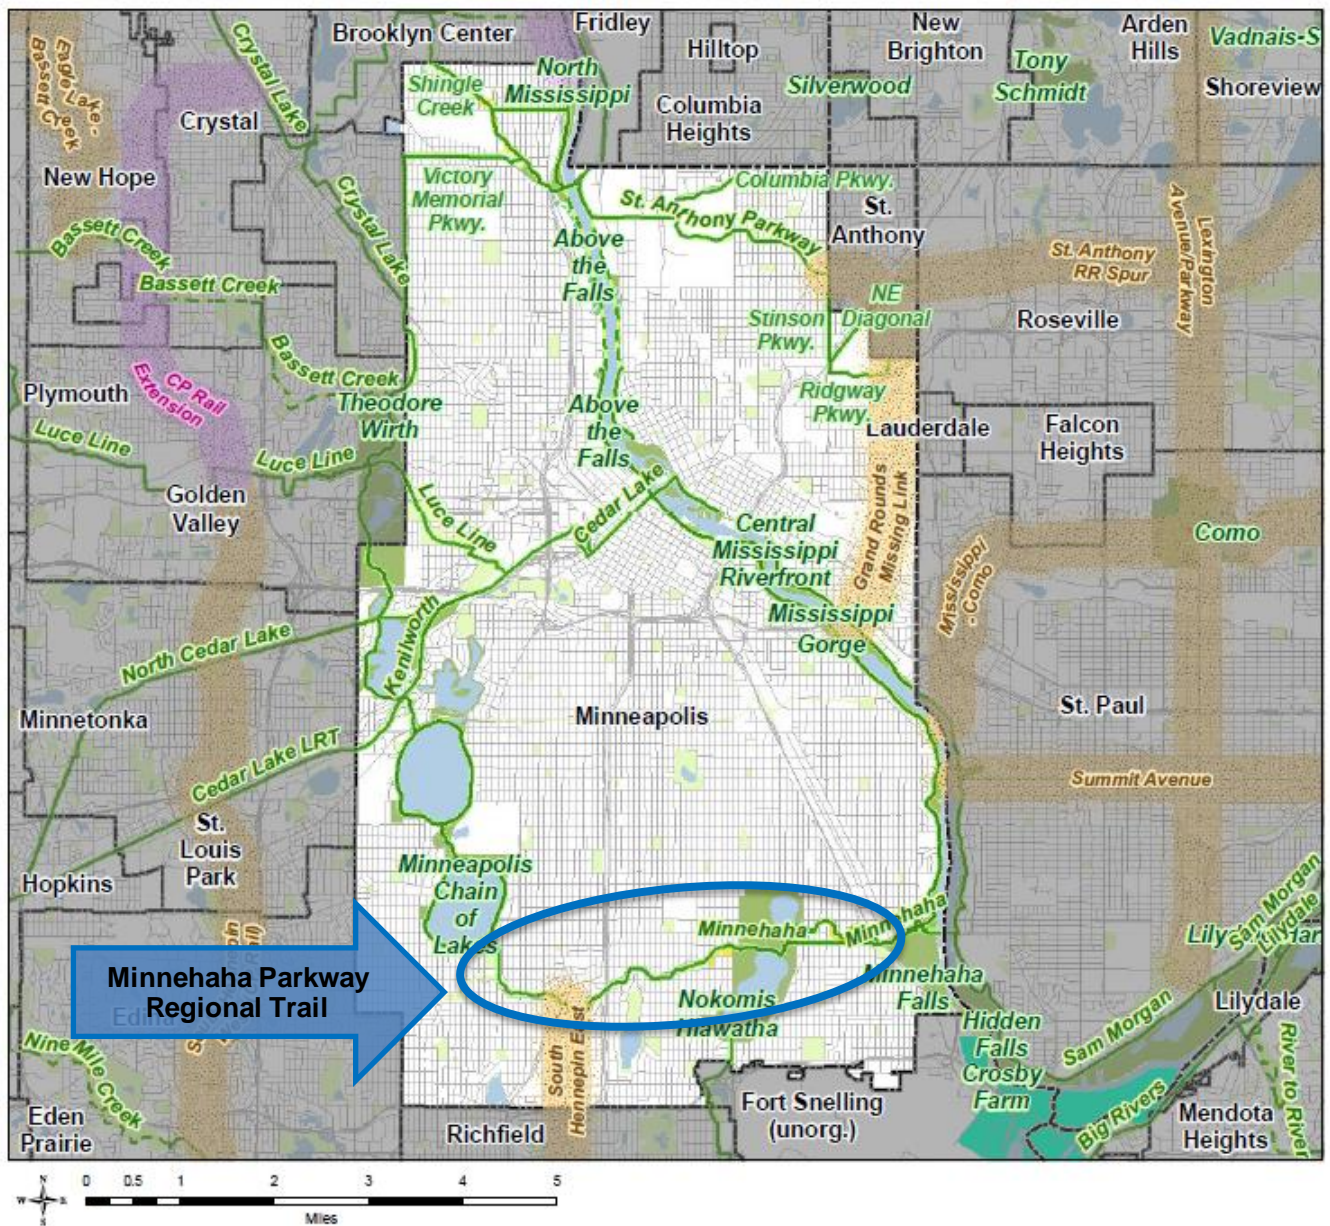 Fridley
Brooklyn Center
New
Brighton
Arden
Hills
Vadnais-S
Hilltop
Tony
Schmidt
Eagle Lake -
Bassett Creek
Crystal Lake
North
Mississippi
Shingle
Creek
Silverwood
Shoreview
Columbia
Heights
Crystal
New Hope
Victory
Memorial
Pkwy.
Columbia Pkwy.
St. Anthony Parkway
St.
Anthony
Crystal Lake
Lexington
Avenue/Parkway
Bassett Creek
Above
the
Falls
St. Anthony
RR Spur
Bassett Creek
NE
Diagonal
Stinson
Pkwy.
Roseville
Bassett Creek
CP Rail
Extension
Plymouth
Theodore
Wirth
Above
the
Falls
Ridgway
Pkwy.
Lauderdale
Falcon
Heights
Luce Line
Luce Line
Golden
Valley
Luce Line
Cedar Lake
Central
Mississippi
Riverfront
Grand Rounds
Missing Link
Como
Mississippi
- Como
Mississippi
Gorge
Kenilworth
North Cedar Lake
Minnetonka
Minneapolis
St. Paul
Cedar Lake LRT
Summit Avenue
St.
Louis
Park
Hopkins
Minneapolis
Chain
of
Lakes
Minnehaha
Minnehaha
Sam Morgan
Lilydale
Minnehaha Parkway
Regional Trail
Minnehaha
Falls
Nokomis
Hiawatha
Lilydale
Edina
South
Hennepin East
Hidden
Falls
Crosby
Farm
Sam Morgan
Nine Mile Creek
Big Rivers
River to River
Eden
Prairie
Richfield
Fort Snelling
(unorg.)
Mendota
Heights
N
W
E
S
0 0.5 1 2 3 4 5
Miles